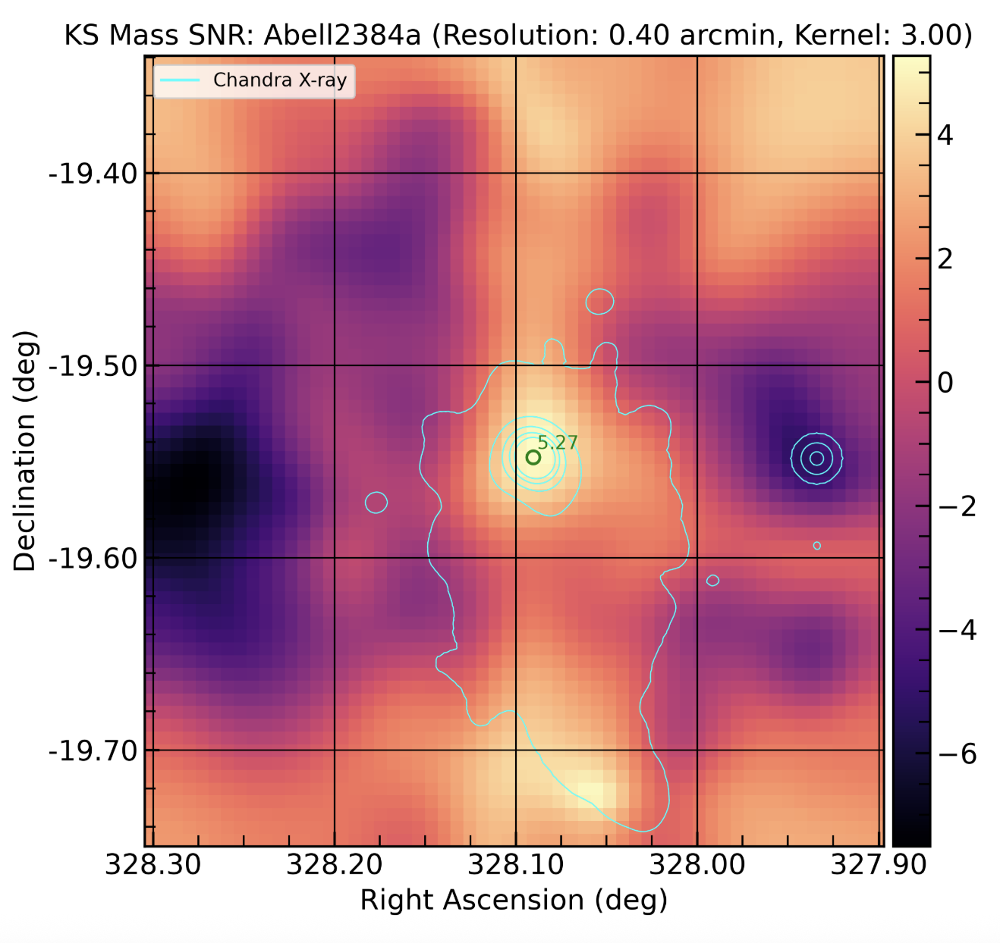 KS Mass SNR: Abell2384a (Resolution: 0.40 arcmin, Kernel: 3.00)
Chandra X-ray
-19.40
-19.50
-19.60
-19.70
Declination (deg)
5.27
328.30 328.20 328.10 328.00 327.90
Right Ascension (deg)
4
2
0
−2
−4
−6